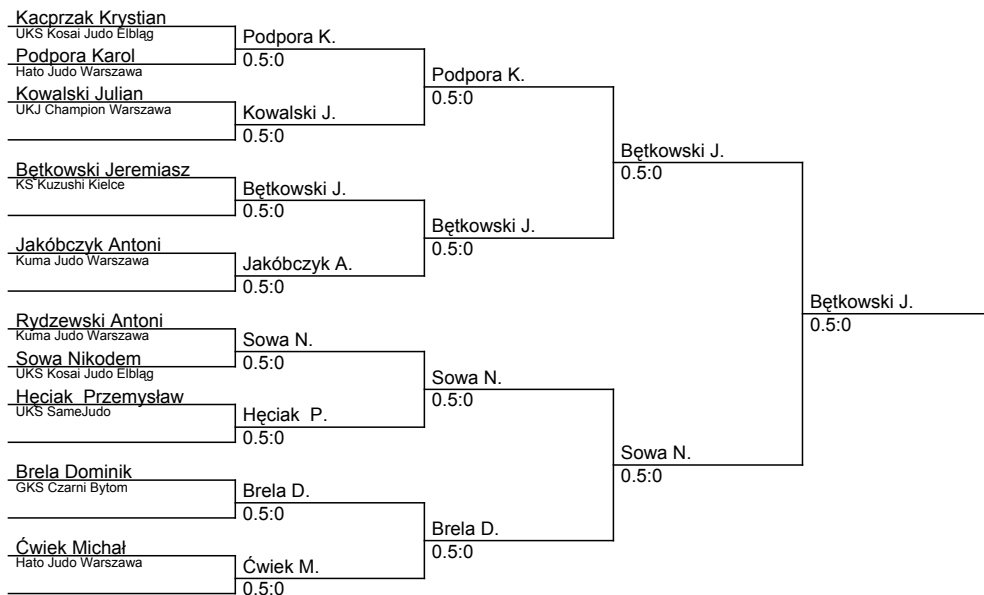 Kacprzak Krystian
UKS Kosai Judo Elbląg
Podpora Karol
Hato Judo Warszawa
Kowalski Julian
UKJ Champion Warszawa
Bętkowski Jeremiasz
KS Kuzushi Kielce
Jakóbczyk Antoni
Kuma Judo Warszawa
Rydzewski Antoni
Kuma Judo Warszawa
Sowa Nikodem
UKS Kosai Judo Elbląg
Hęciak  Przemysław
UKS SameJudo
Brela Dominik
GKS Czarni Bytom
Ćwiek Michał
Hato Judo Warszawa
Podpora K.
0.5:0
Kowalski J.
0.5:0
Bętkowski J.
0.5:0
Jakóbczyk A.
0.5:0
Sowa N.
0.5:0
Hęciak  P.
0.5:0
Brela D.
0.5:0
Ćwiek M.
0.5:0
Podpora K.
0.5:0
Bętkowski J.
0.5:0
Sowa N.
0.5:0
Brela D.
0.5:0
Bętkowski J.
0.5:0
Sowa N.
0.5:0
Bętkowski J.
0.5:0